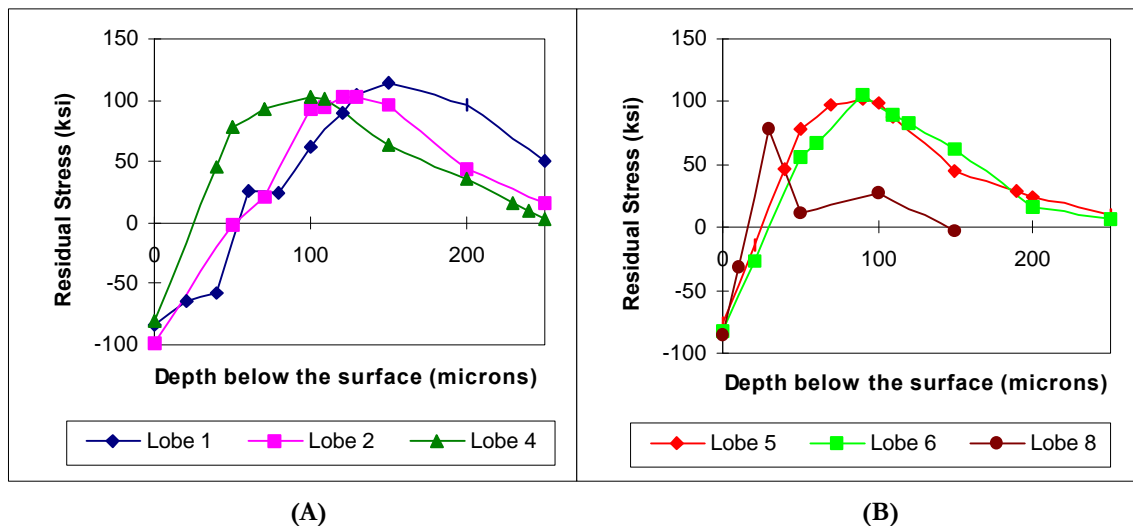 150
100
50
0
-50
-100
0
100
200
Residual Stress (ksi)
Depth below the surface (microns)
Lobe 1
Lobe 2
Lobe 4
(A)
150
100
50
0
-50
-100
0
100
200
Residual Stress (ksi)
Depth below the surface (microns)
Lobe 5
Lobe 6
Lobe 8
(B)